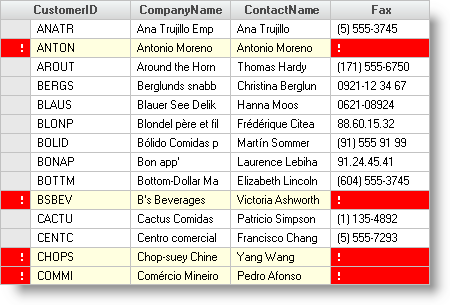 CustomerID CompanyName ContactName Fax
ANATR Ana Trujillo Emp Ana Trujillo (5) 555-3745
! ANTON Antonio Moreno Antonio Moreno !
AROUT Around the Horn Thomas Hardy (171) 555-6750
BERGS Berglunds snabb Christina Berglun 0921-12 34 67
BLAUS Blauer See Delik Hanna Moos 0621-08924
BLONP Blondel père et fil Frédérique Citea 88.60.15.32
BOLID Bólido Comidas p Martín Sommer (91) 555 91 99
BONAP Bon app' Laurence Lebiha 91.24.45.41
BOTTM Bottom-Dollar Ma Elizabeth Lincoln (604) 555-3745
! BSBEV B's Beverages Victoria Ashworth !
CACTU Cactus Comidas Patricio Simpson (1) 135-4892
CENTC Centro comercial Francisco Chang (5) 555-7293
! CHOPS Chop-suey Chine Yang Wang !
! COMMI Comércio Mineiro Pedro Afonso !